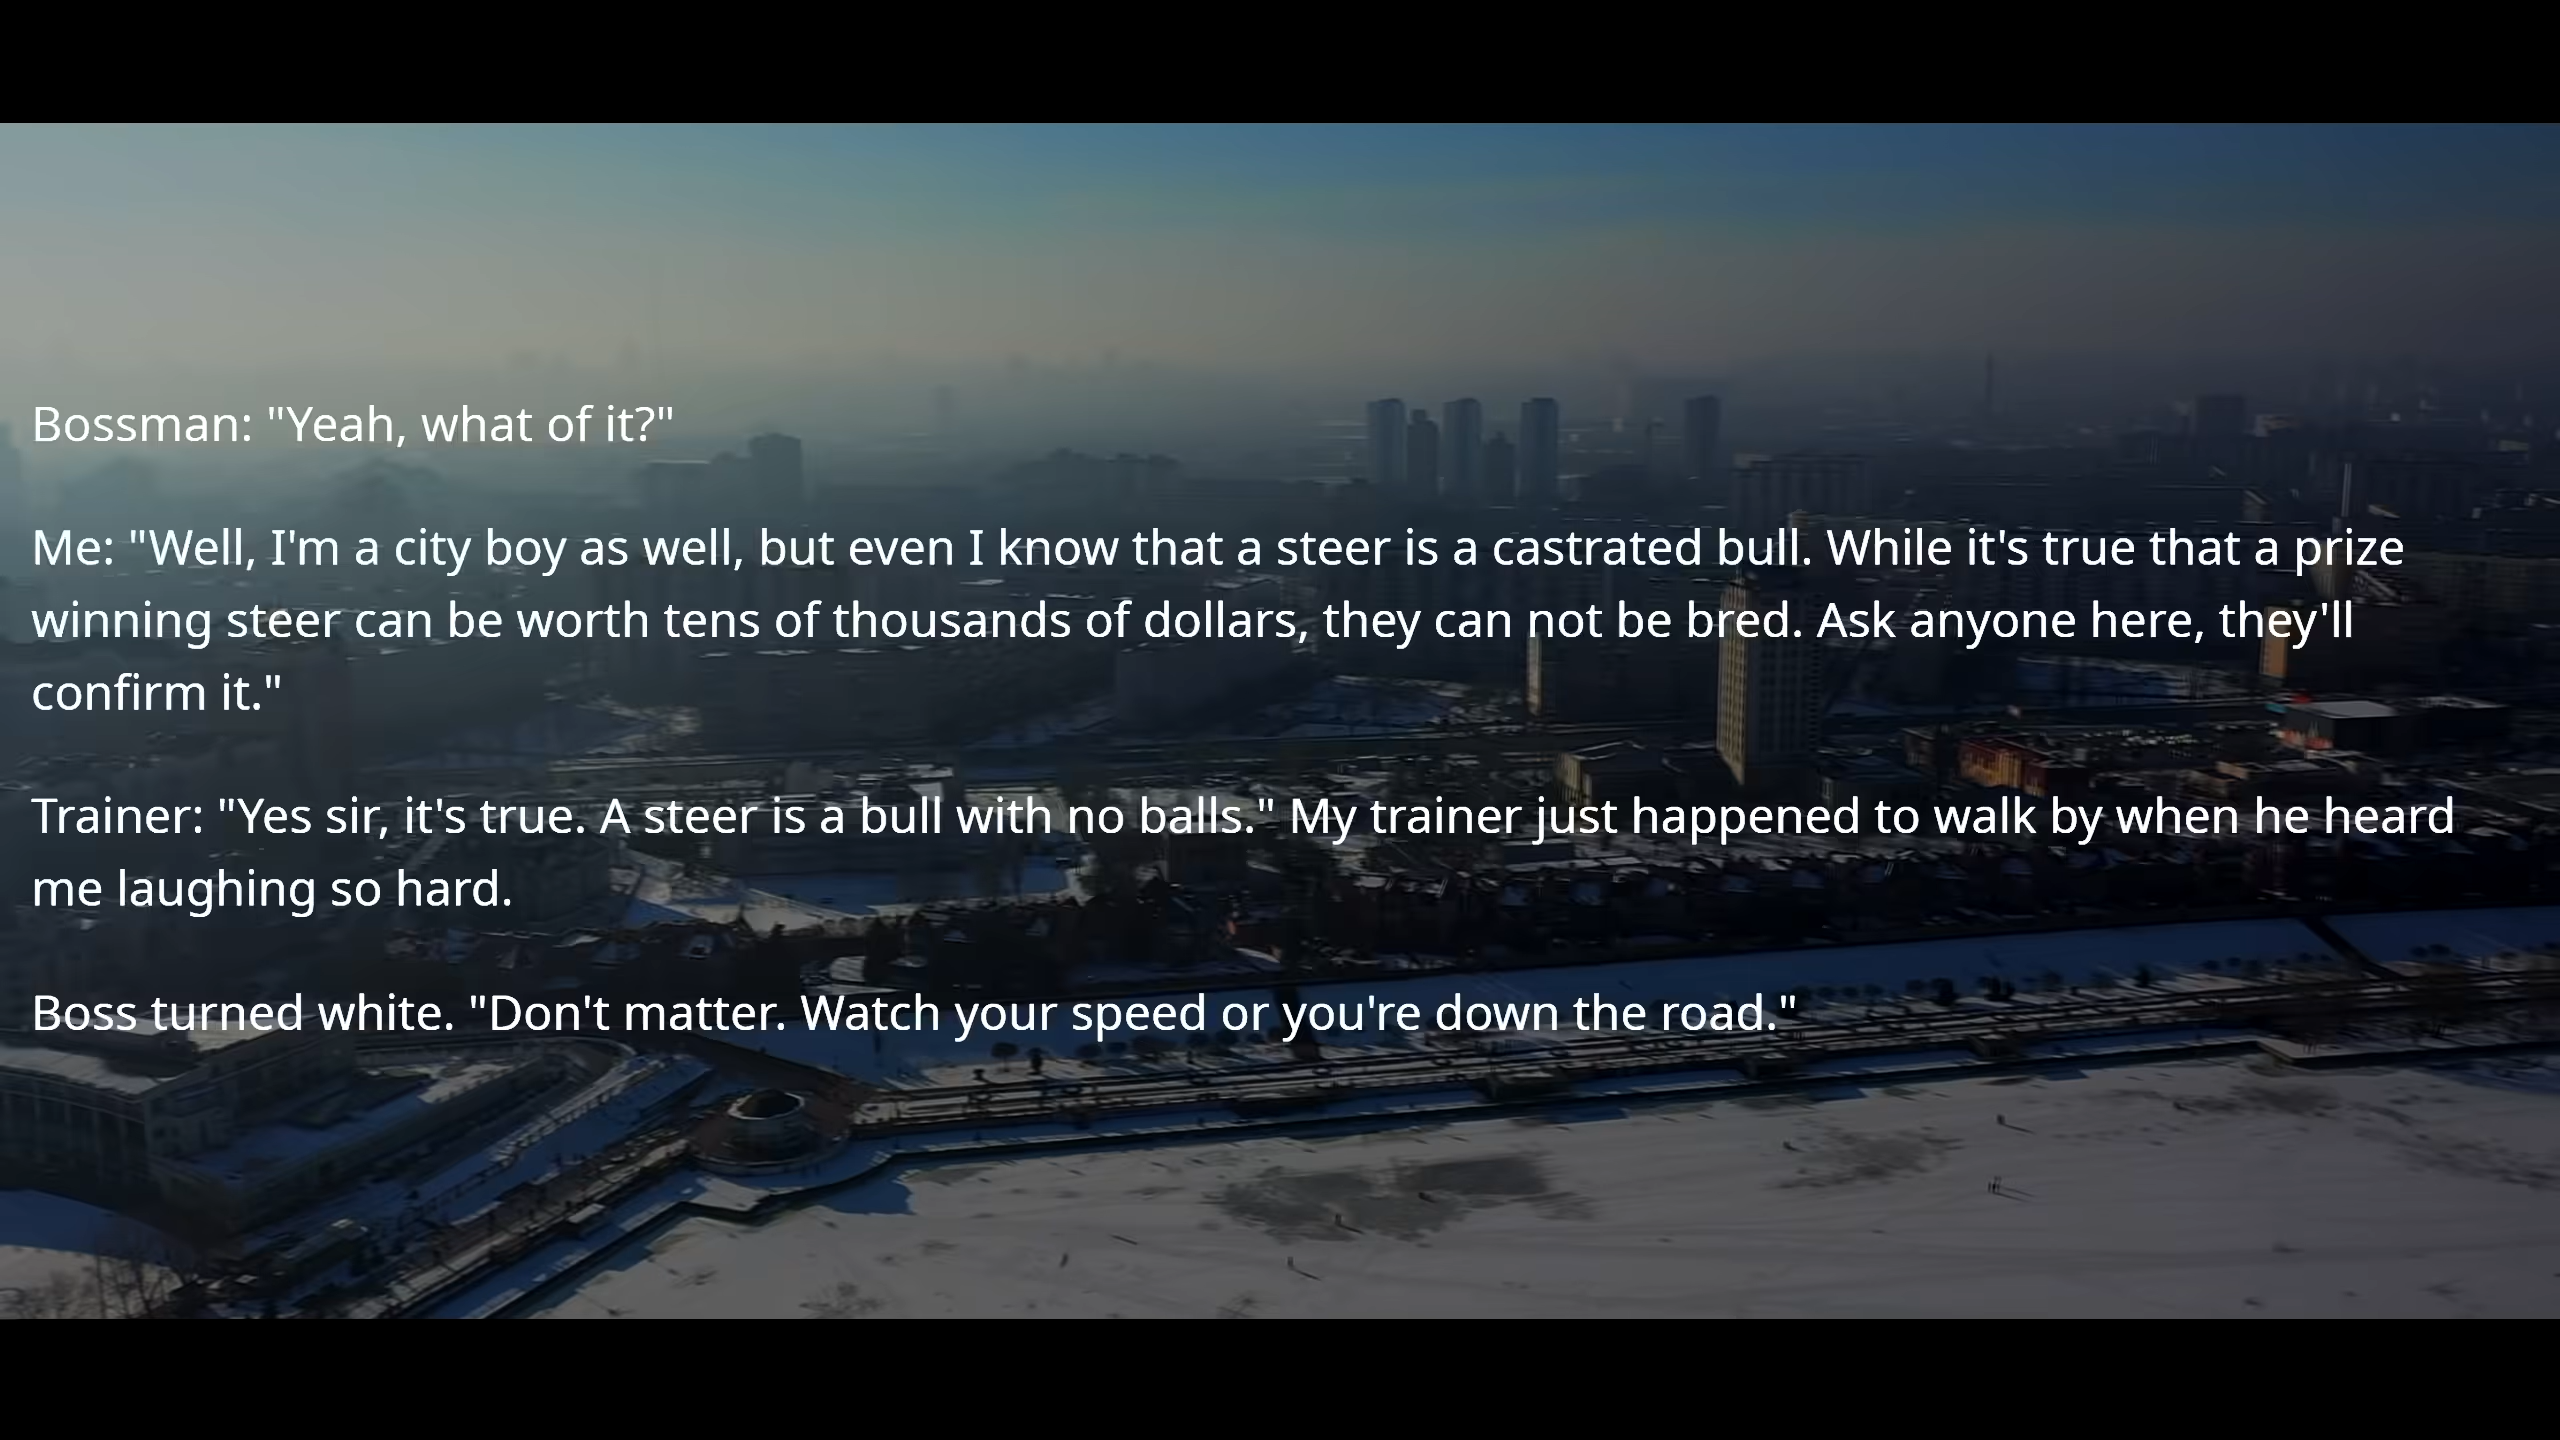 Bossman: "Yeah, what of it?"
Me: "Well, I'm a city boy as well, but even I know that a steer is a castrated bull. While it's true that a prize
winning steer can be worth tens of thousands of dollars, they can not be bred. Ask anyone here, they'll
confirm it."
Trainer: "Yes sir, it's true. A steer is a bull with no balls." My trainer just happened to walk by when he heard
me laughing so hard.
Boss turned white. "Don't matter. Watch your speed or you're down the road."